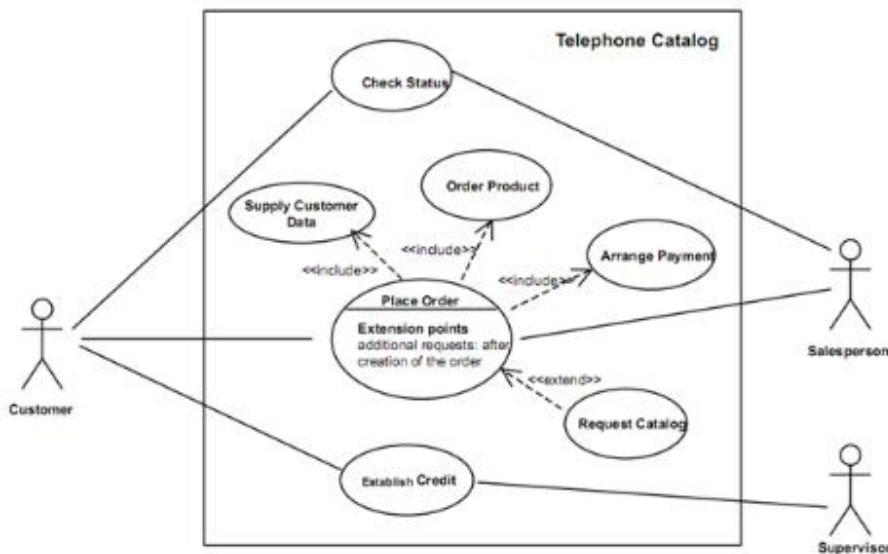 Telephone Catalog
Check Status
Order Product
Supply Customer
Data
<<include>>
<<include>>
<<include>>
Arrange Payment
Place Order
Extension points
additional requests: after
creation of the order
<<extend>>
Request Catalog
Establish Credit
Customer
Salesperson
Supervisor